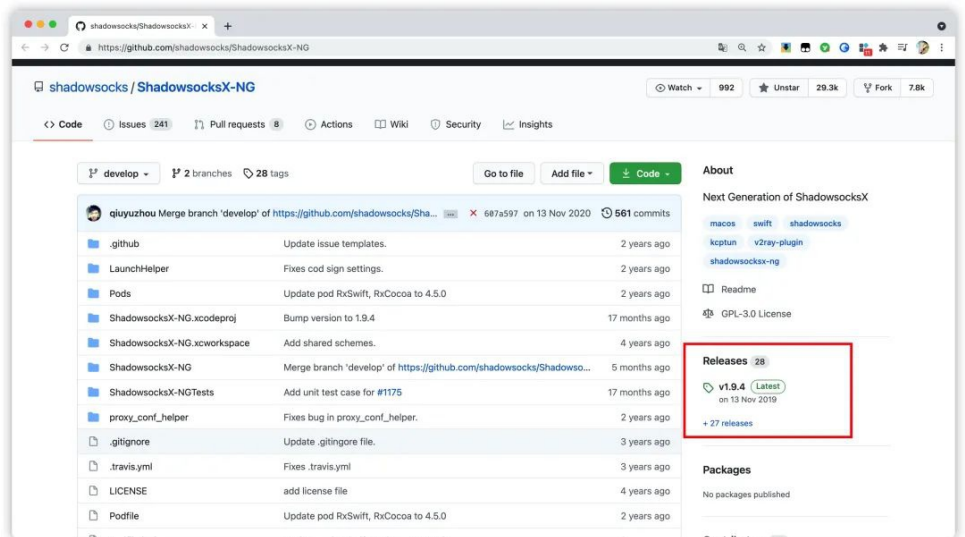 shadowsocks/ShadowsocksX-
https://github.com/shadowsocks/ShadowsocksX-NG
shadowsocks / ShadowsocksX-NG
Watch 992 Unstar 29.3k Fork 7.8k
Code Issues 241 Pull requests 8 Actions Wiki Security Insights
develop 2 branches 28 tags Go to file Add file Code
qiuyuzhou Merge branch 'develop' of https://github.com/shadowsocks/Sha... 607a597 on 13 Nov 2020 561 commits
.github Update issue templates. 2 years ago
LaunchHelper Fixes cod sign settings. 2 years ago
Pods Update pod RxSwift, RxCocoa to 4.5.0 2 years ago
ShadowsocksX-NG.xcodeproj Bump version to 1.9.4 17 months ago
ShadowsocksX-NG.xcworkspace Add shared schemes. 4 years ago
ShadowsocksX-NG Merge branch 'develop' of https://github.com/shadowsocks/Shadowso... 5 months ago
ShadowsocksX-NGTests Add unit test case for #1175 17 months ago
proxy_conf_helper Fixes bug in proxy_conf_helper. 2 years ago
.gitignore Update .gitingore file. 3 years ago
.travis.yml Fixes .travis.yml 3 years ago
LICENSE add license file 4 years ago
Podfile Update pod RxSwift, RxCocoa to 4.5.0 2 years ago
About
Next Generation of ShadowsocksX
macos swift shadowsocks
kcptun v2ray-plugin
shadowsocksx-ng
Readme
GPL-3.0 License
Releases 28
v1.9.4 Latest
on 13 Nov 2019
+ 27 releases
Packages
No packages published